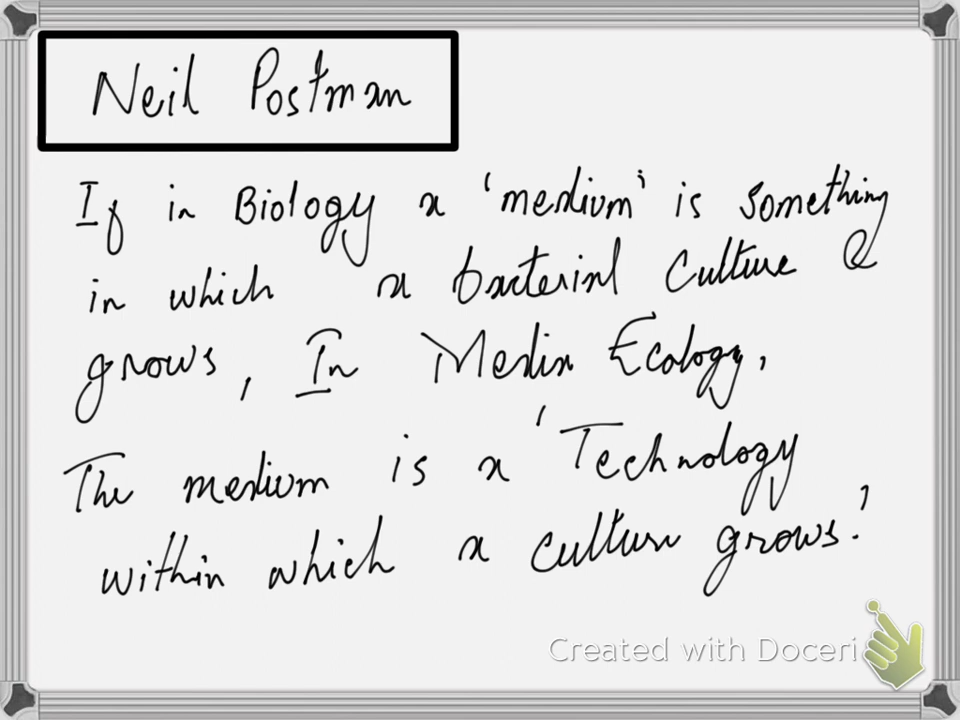 Neil Postman
If in Biology a 'medium' is something
in which a bacterial culture &
grows, In Media Ecology,
The medium is a 'Technology
within which a culture grows.'
Created with Doceri